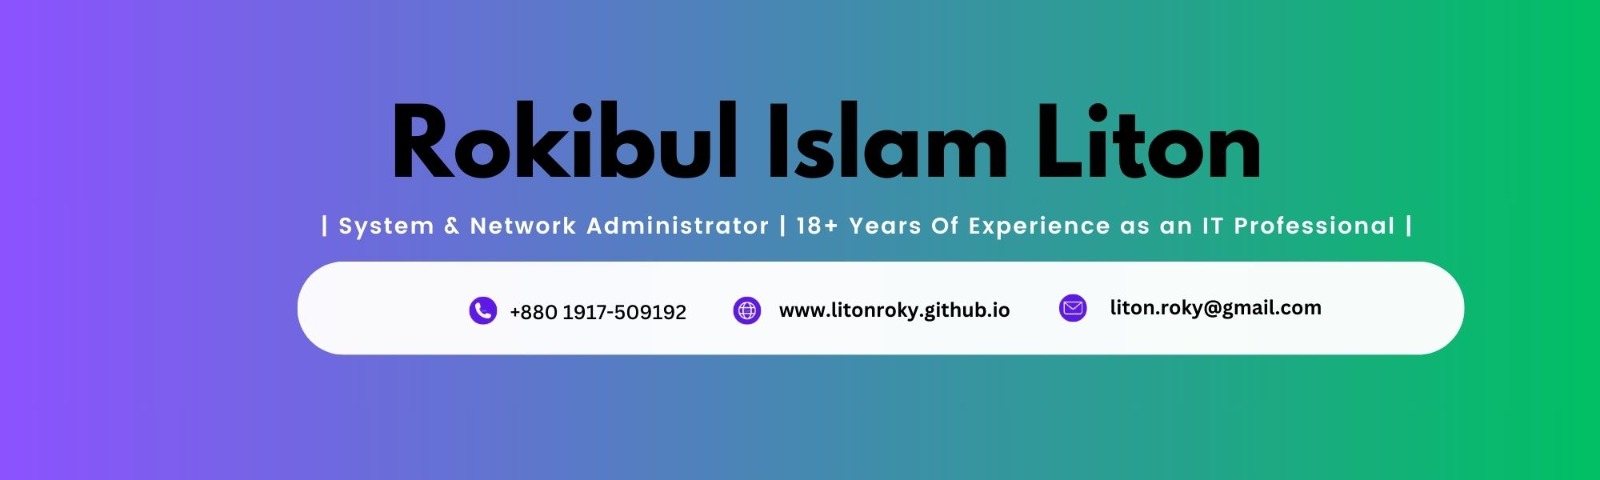 Rokibul Islam Liton
| System & Network Administrator | 18+ Years Of Experience as an IT Professional |
+880 1917-509192 www.litonroky.github.io liton.roky@gmail.com